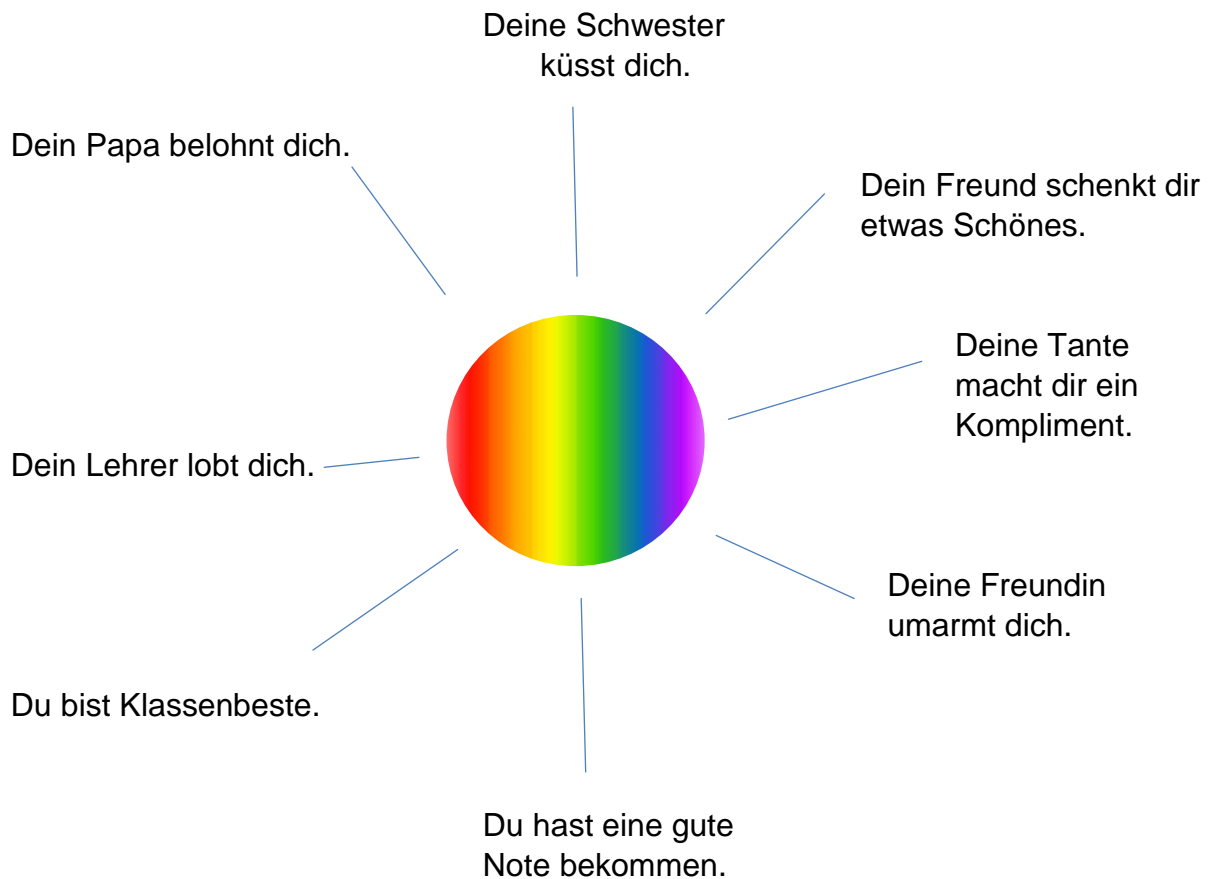 Deine Schwester
küsst dich.
Dein Papa belohnt dich.
Dein Freund schenkt dir
etwas Schönes.
Deine Tante
macht dir ein
Kompliment.
Dein Lehrer lobt dich.
Deine Freundin
umarmt dich.
Du bist Klassenbeste.
Du hast eine gute
Note bekommen.